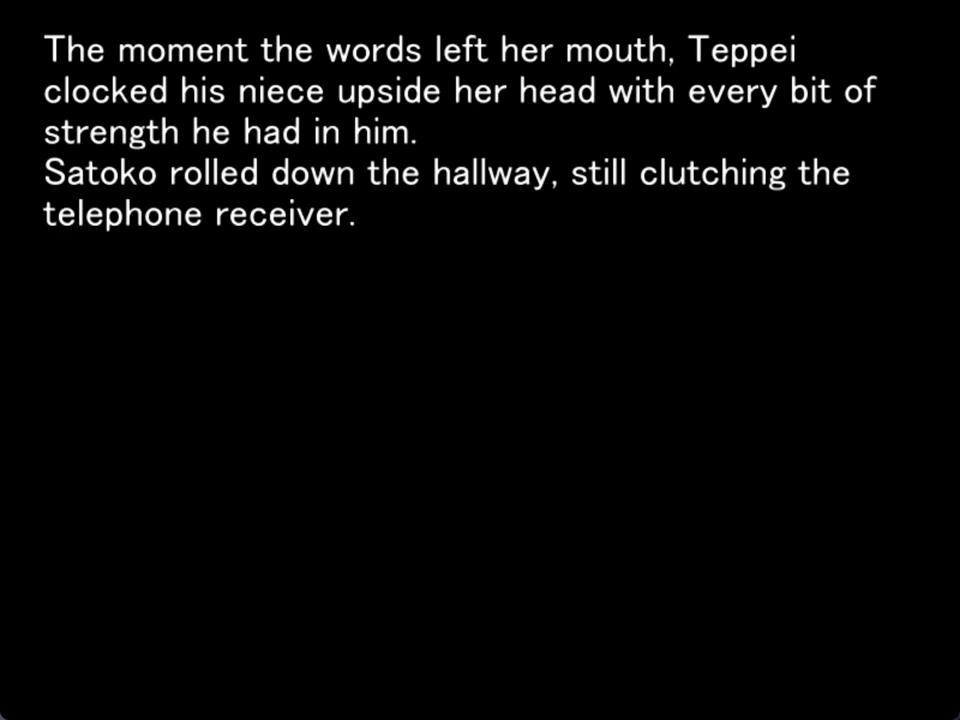 The moment the words left her mouth, Teppei
clocked his niece upside her head with every bit of
strength he had in him.
Satoko rolled down the hallway, still clutching the
telephone receiver.